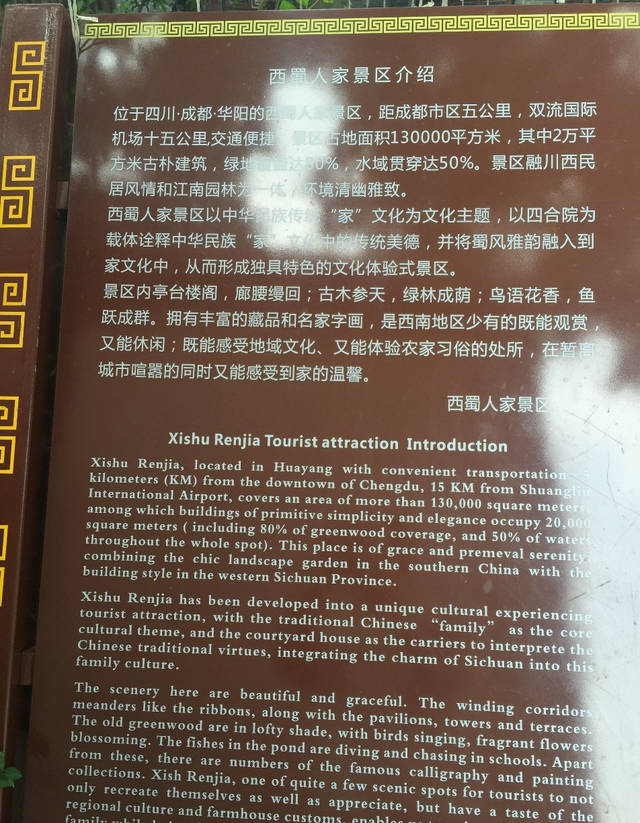 西蜀人家景区介绍
位于四川·成都·华阳的西蜀人家景区，距成都市区五公里，双流国际
机场十五公里,交通便捷 景区占地面积130000平方米，其中2万平
方米古朴建筑，绿地 达80%，水域贯穿达50%。景区融川西民
居风情和江南园林为一体 环境清幽雅致。
西蜀人家景区以中华民族传统“家”文化为文化主题，以四合院为
载体诠释中华民族“家”文化中的传统美德，并将蜀风雅韵融入到
家文化中，从而形成独具特色的文化体验式景区。
景区内亭台楼阁，廊腰缦回；古木参天，绿林成荫；鸟语花香，鱼
跃成群。拥有丰富的藏品和名家字画，是西南地区少有的既能观赏，
又能休闲；既能感受地域文化、又能体验农家习俗的处所，在暂离
城市喧嚣的同时又能感受到家的温馨。
西蜀人家景区
Xishu Renjia Tourist attraction Introduction
Xishu Renjia, located in Huayang with convenient transportation 5
kilometers (KM) from the downtown of Chengdu, 15 KM from Shuangliu
International Airport, covers an area of more than 130,000 square meters,
among which buildings of primitive simplicity and elegance occupy 20,000
square meters ( including 80% of greenwood coverage, and 50% of waters
throughout the whole spot). This place is of grace and premeval serenity,
combining the chic landscape garden in the southern China with the
building style in the western Sichuan Province.
Xishu Renjia has been developed into a unique cultural experiencing
tourist attraction, with the traditional Chinese “family” as the core
cultural theme, and the courtyard house as the carriers to interprete the
Chinese traditional virtues, integrating the charm of Sichuan into this
family culture.
The scenery here are beautiful and graceful. The winding corridors
meanders like the ribbons, along with the pavilions, towers and terraces.
The old greenwood are in lofty shade, with birds singing, fragrant flowers
blossoming. The fishes in the pond are diving and chasing in schools. Apart
from these, there are numbers of the famous calligraphy and painting
collections. Xish Renjia, one of quite a few scenic spots for tourists to not
only recreate themselves as well as appreciate, but have a taste of the
regional culture and farmhouse customs, enables
family while